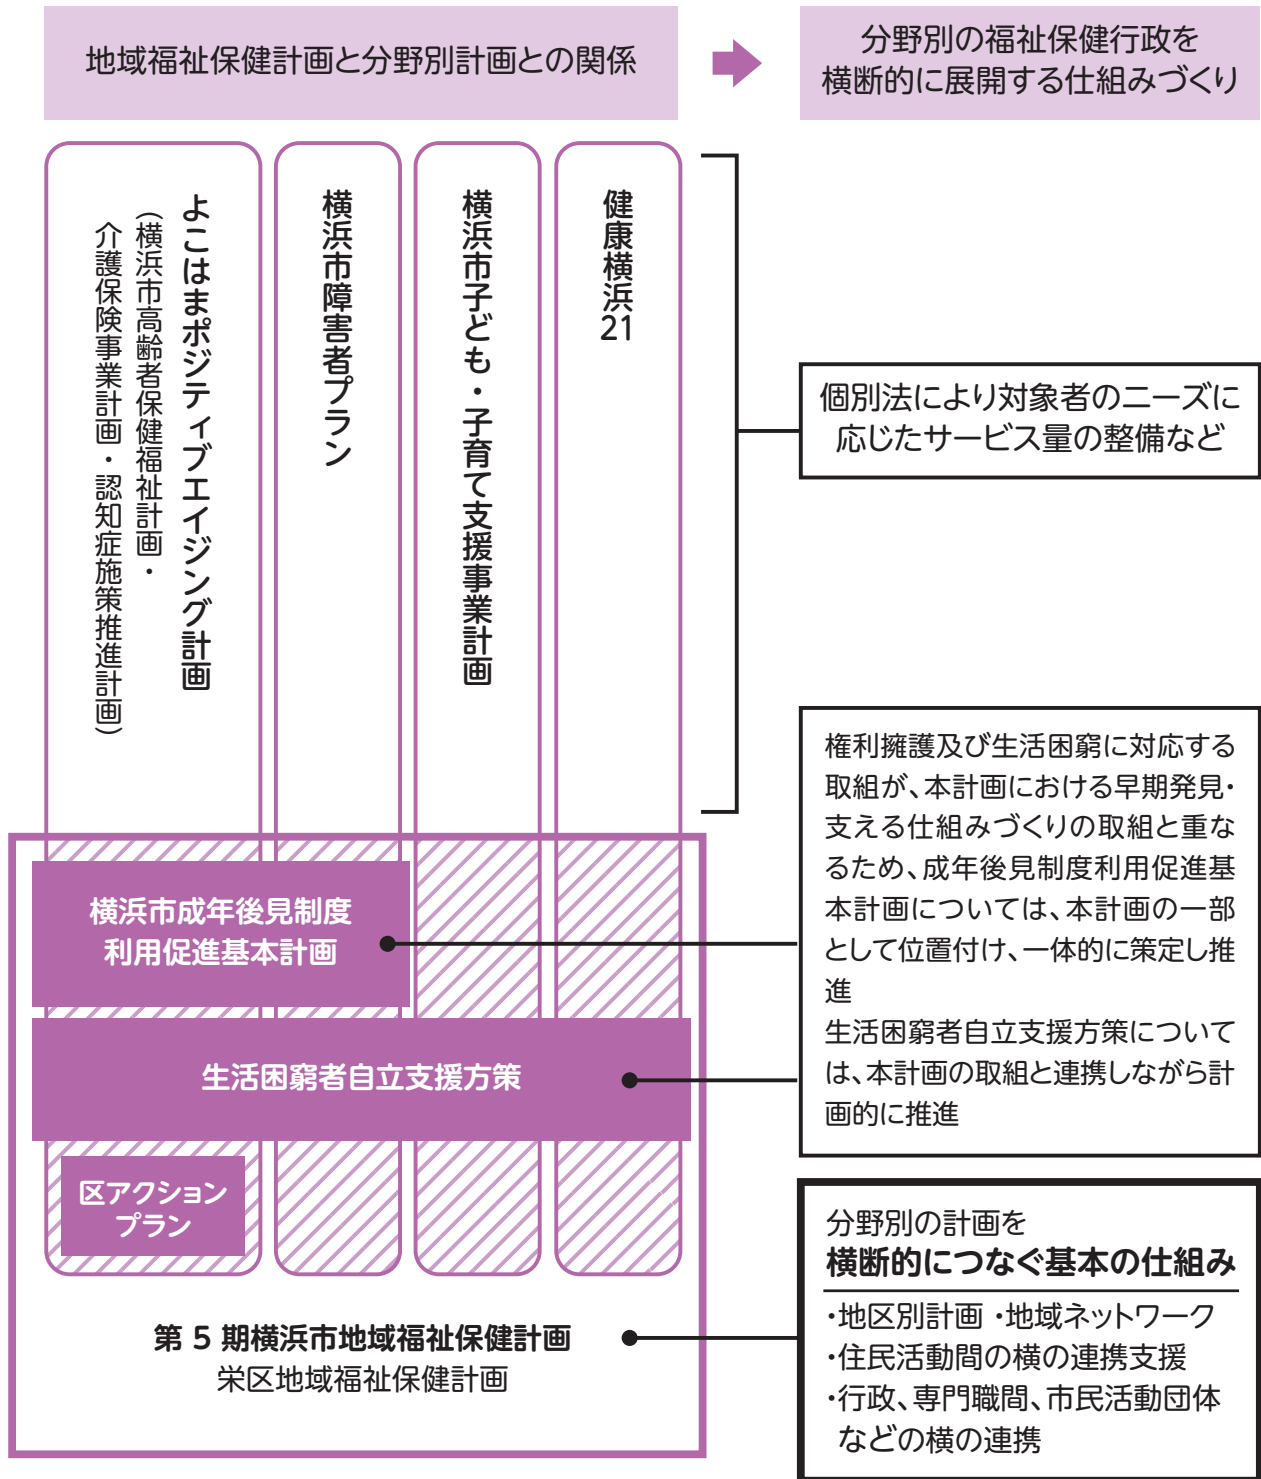 地域福祉保健計画と分野別計画との関係
分野別の福祉保健行政を
横断的に展開する仕組みづくり
よこはまポジティブエイジング計画
（横浜市高齢者保健福祉計画・
介護保険事業計画・認知症施策推進計画）
横浜市障害者プラン
横浜市子ども・子育て支援事業計画
健康横浜21
個別法により対象者のニーズに
応じたサービス量の整備など
横浜市成年後見制度
利用促進基本計画
生活困窮者自立支援方策
区アクション
プラン
権利擁護及び生活困窮に対応する
取組が、本計画における早期発見・
支える仕組みづくりの取組と重な
るため、成年後見制度利用促進基
本計画については、本計画の一部
として位置付け、一体的に策定し推
進
生活困窮者自立支援方策について
は、本計画の取組と連携しながら計
画的に推進
第 5 期横浜市地域福祉保健計画
栄区地域福祉保健計画
分野別の計画を
横断的につなぐ基本の仕組み
・地区別計画 ・地域ネットワーク
・住民活動間の横の連携支援
・行政、専門職間、市民活動団体
などの横の連携